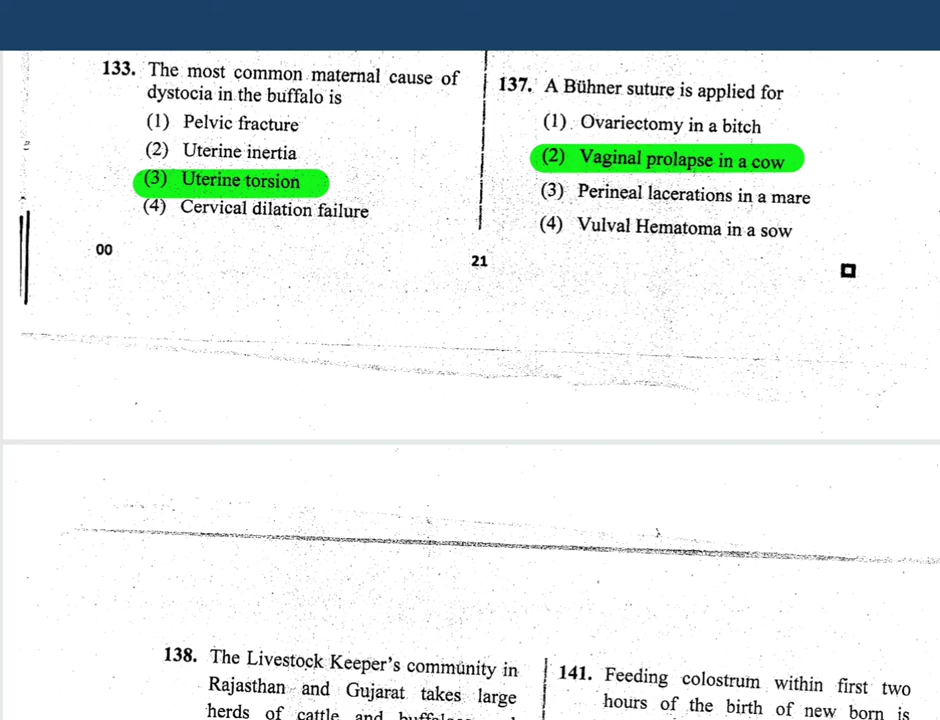 133. The most common maternal cause of
dystocia in the buffalo is
(1) Pelvic fracture
(2) Uterine inertia
(3) Uterine torsion
(4) Cervical dilation failure
00
137. A Bühner suture is applied for
(1) Ovariectomy in a bitch
(2) Vaginal prolapse in a cow
(3) Perineal lacerations in a mare
(4) Vulval Hematoma in a sow
21
138. The Livestock Keeper's community in
Rajasthan and Gujarat takes large
herds of cattle and
141. Feeding colostrum within first two
hours of the birth of new born is